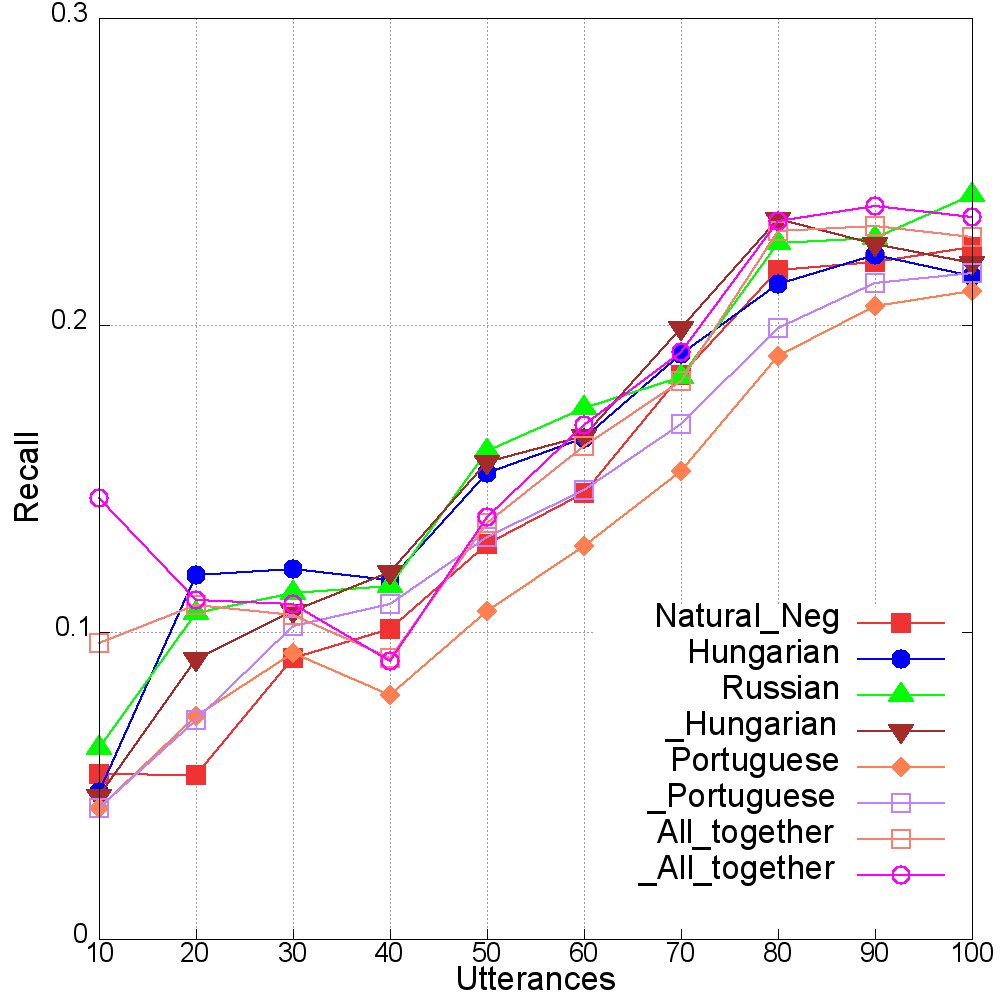 0.3
0.2
0.1
0
Recall
10 20 30 40 50 60 70 80 90 100
Utterances
Natural_Neg
Hungarian
Russian
_Hungarian
Portuguese
_Portuguese
All_together
_All_together